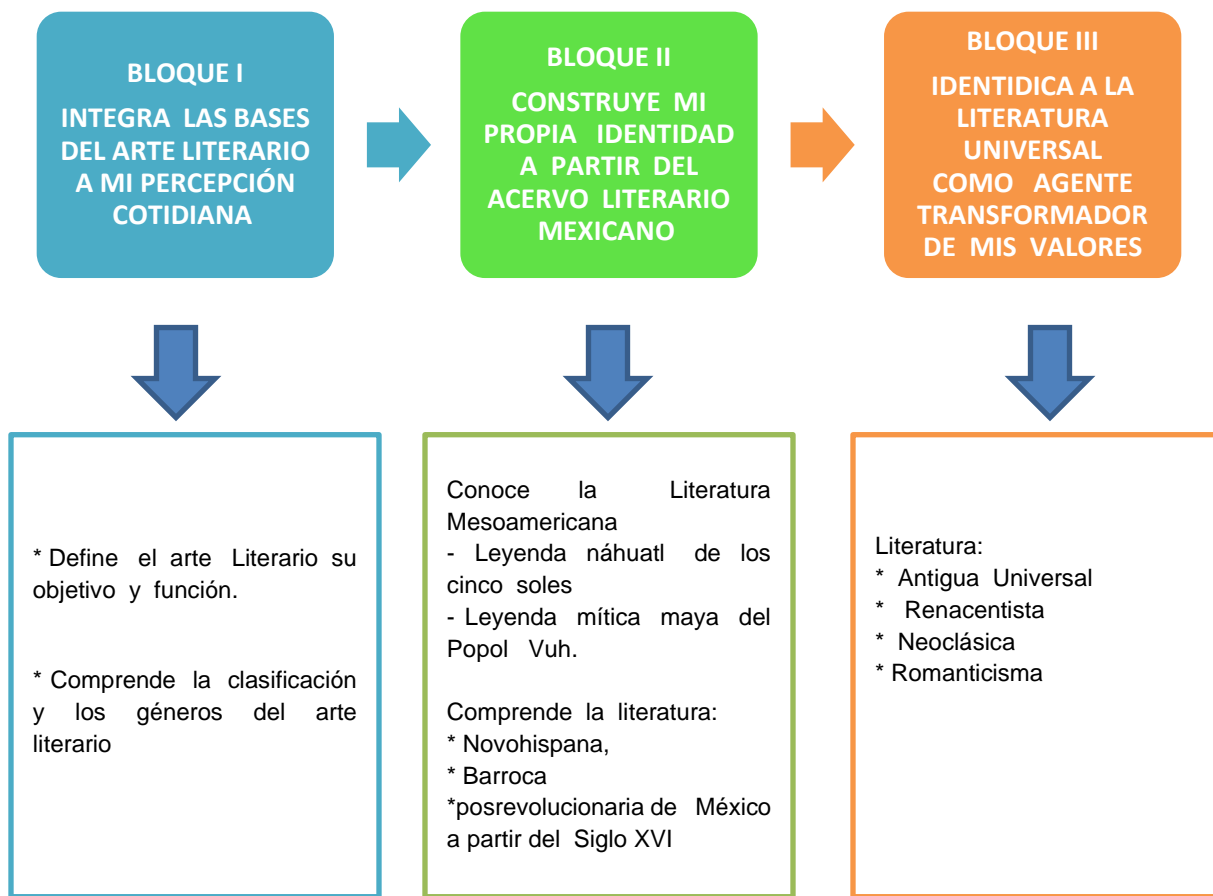 BLOQUE I
INTEGRA LAS BASES
DEL ARTE LITERARIO
A MI PERCEPCIÓN
COTIDIANA
BLOQUE II
CONSTRUYE MI
PROPIA IDENTIDAD
A PARTIR DEL
ACERVO LITERARIO
MEXICANO
BLOQUE III
IDENTIDICA A LA
LITERATURA
UNIVERSAL
COMO AGENTE
TRANSFORMADOR
DE MIS VALORES
* Define el arte Literario su
objetivo y función.
* Comprende la clasificación
y los géneros del arte
literario
Conoce la Literatura
Mesoamericana
- Leyenda náhuatl de los
cinco soles
- Leyenda mítica maya del
Popol Vuh.
Comprende la literatura:
* Novohispana,
* Barroca
*posrevolucionaria de México
a partir del Siglo XVI
Literatura:
* Antigua Universal
* Renacentista
* Neoclásica
* Romanticisma